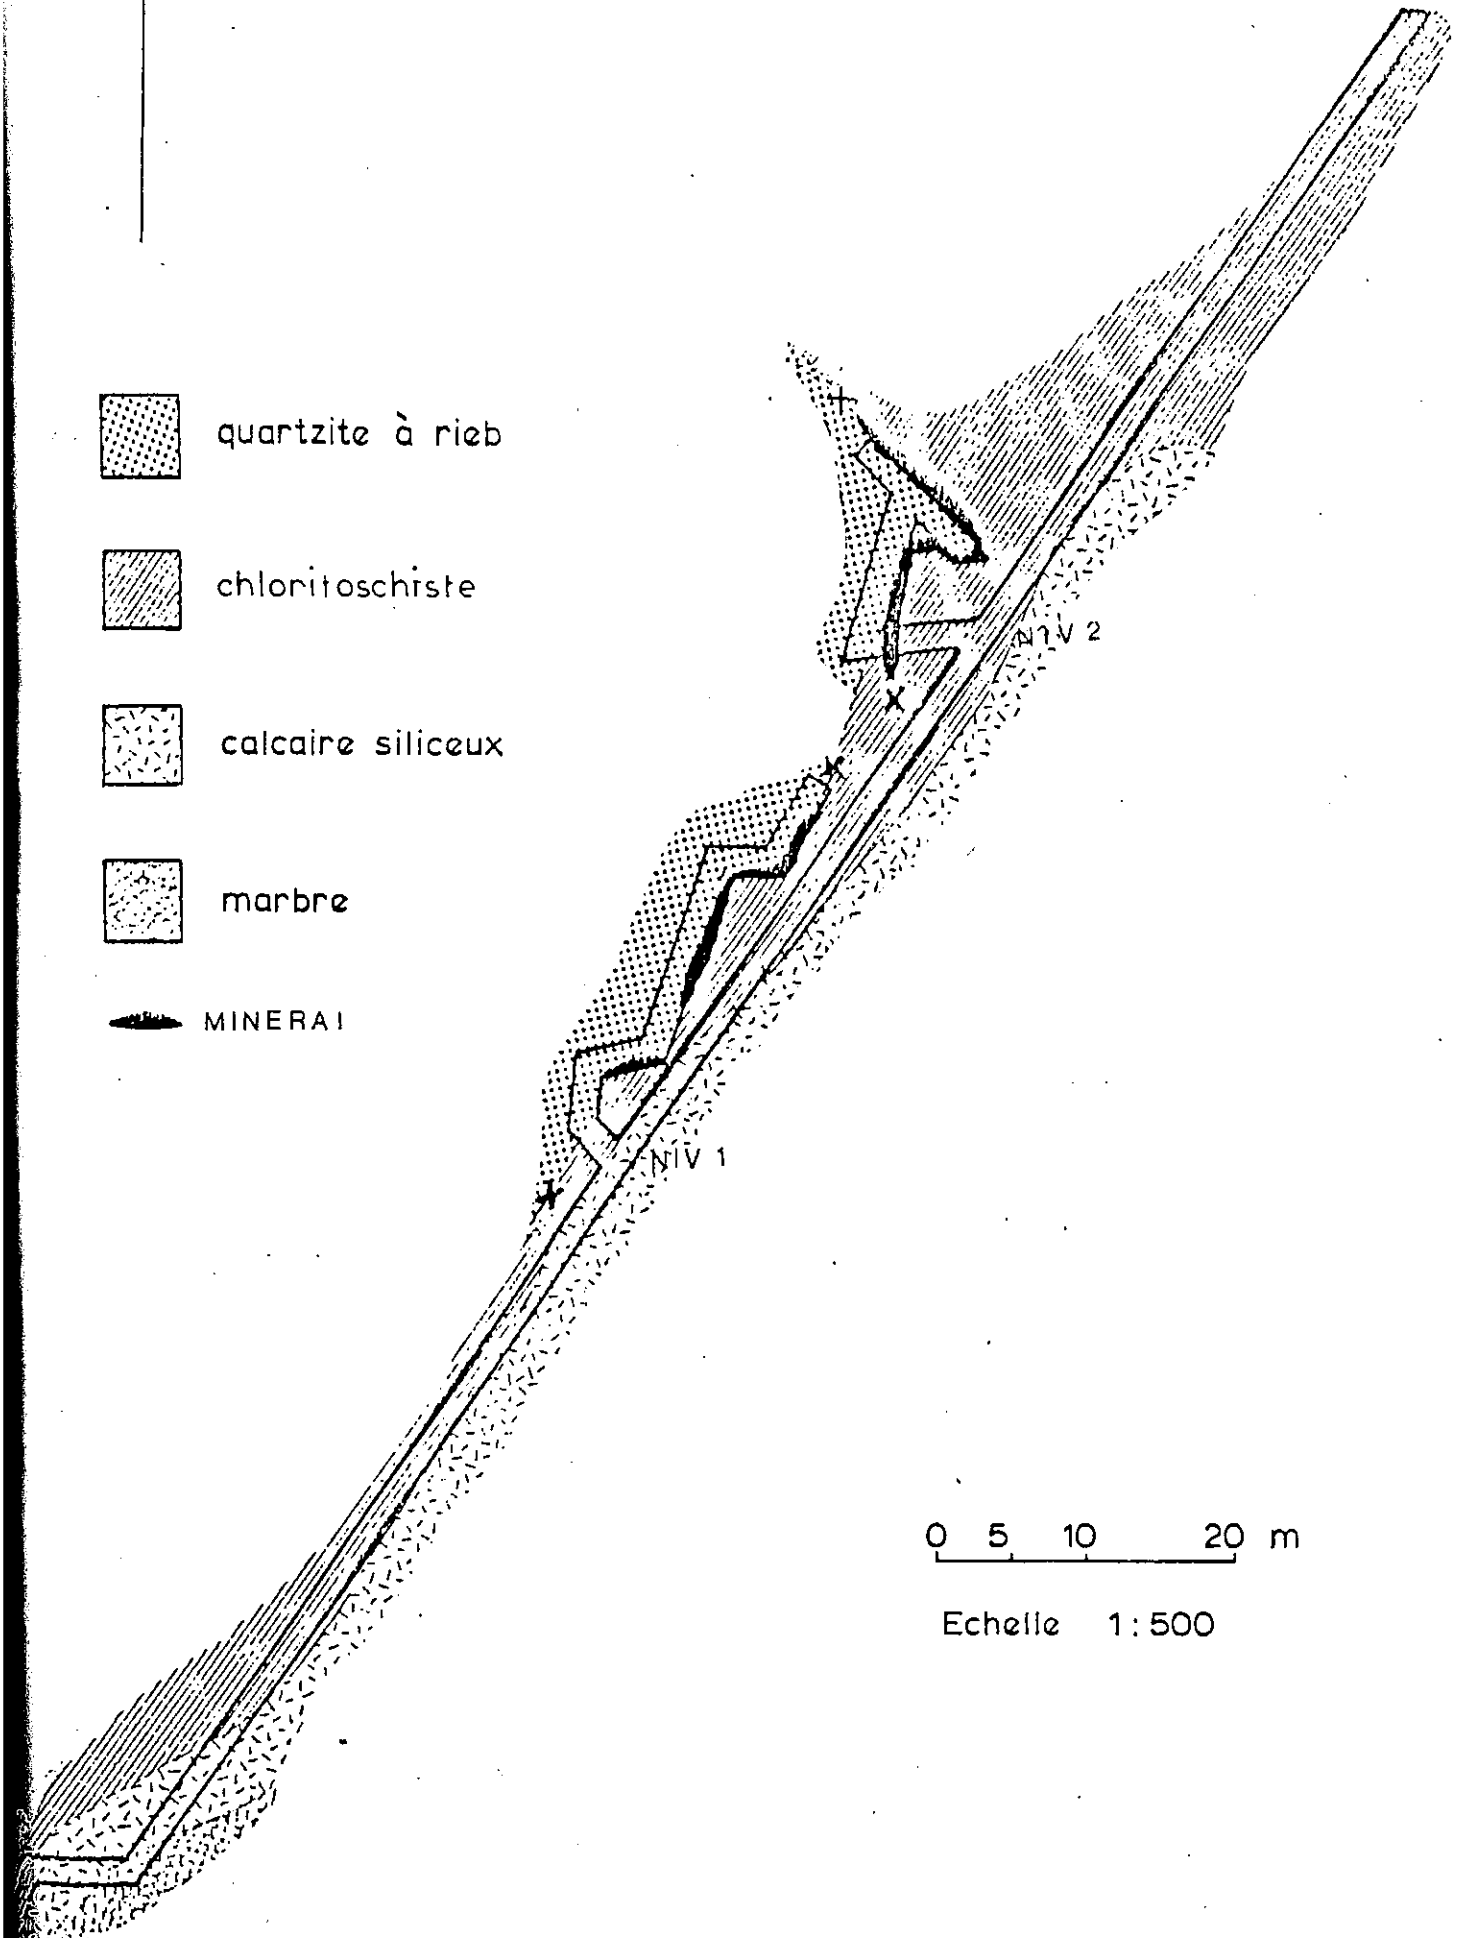 quartzite à rieb
chloritoschiste
calcaire siliceux
marbre
MINERAI
NIV 2
NIV 1
0 5 10 20 m
Echelle 1:500